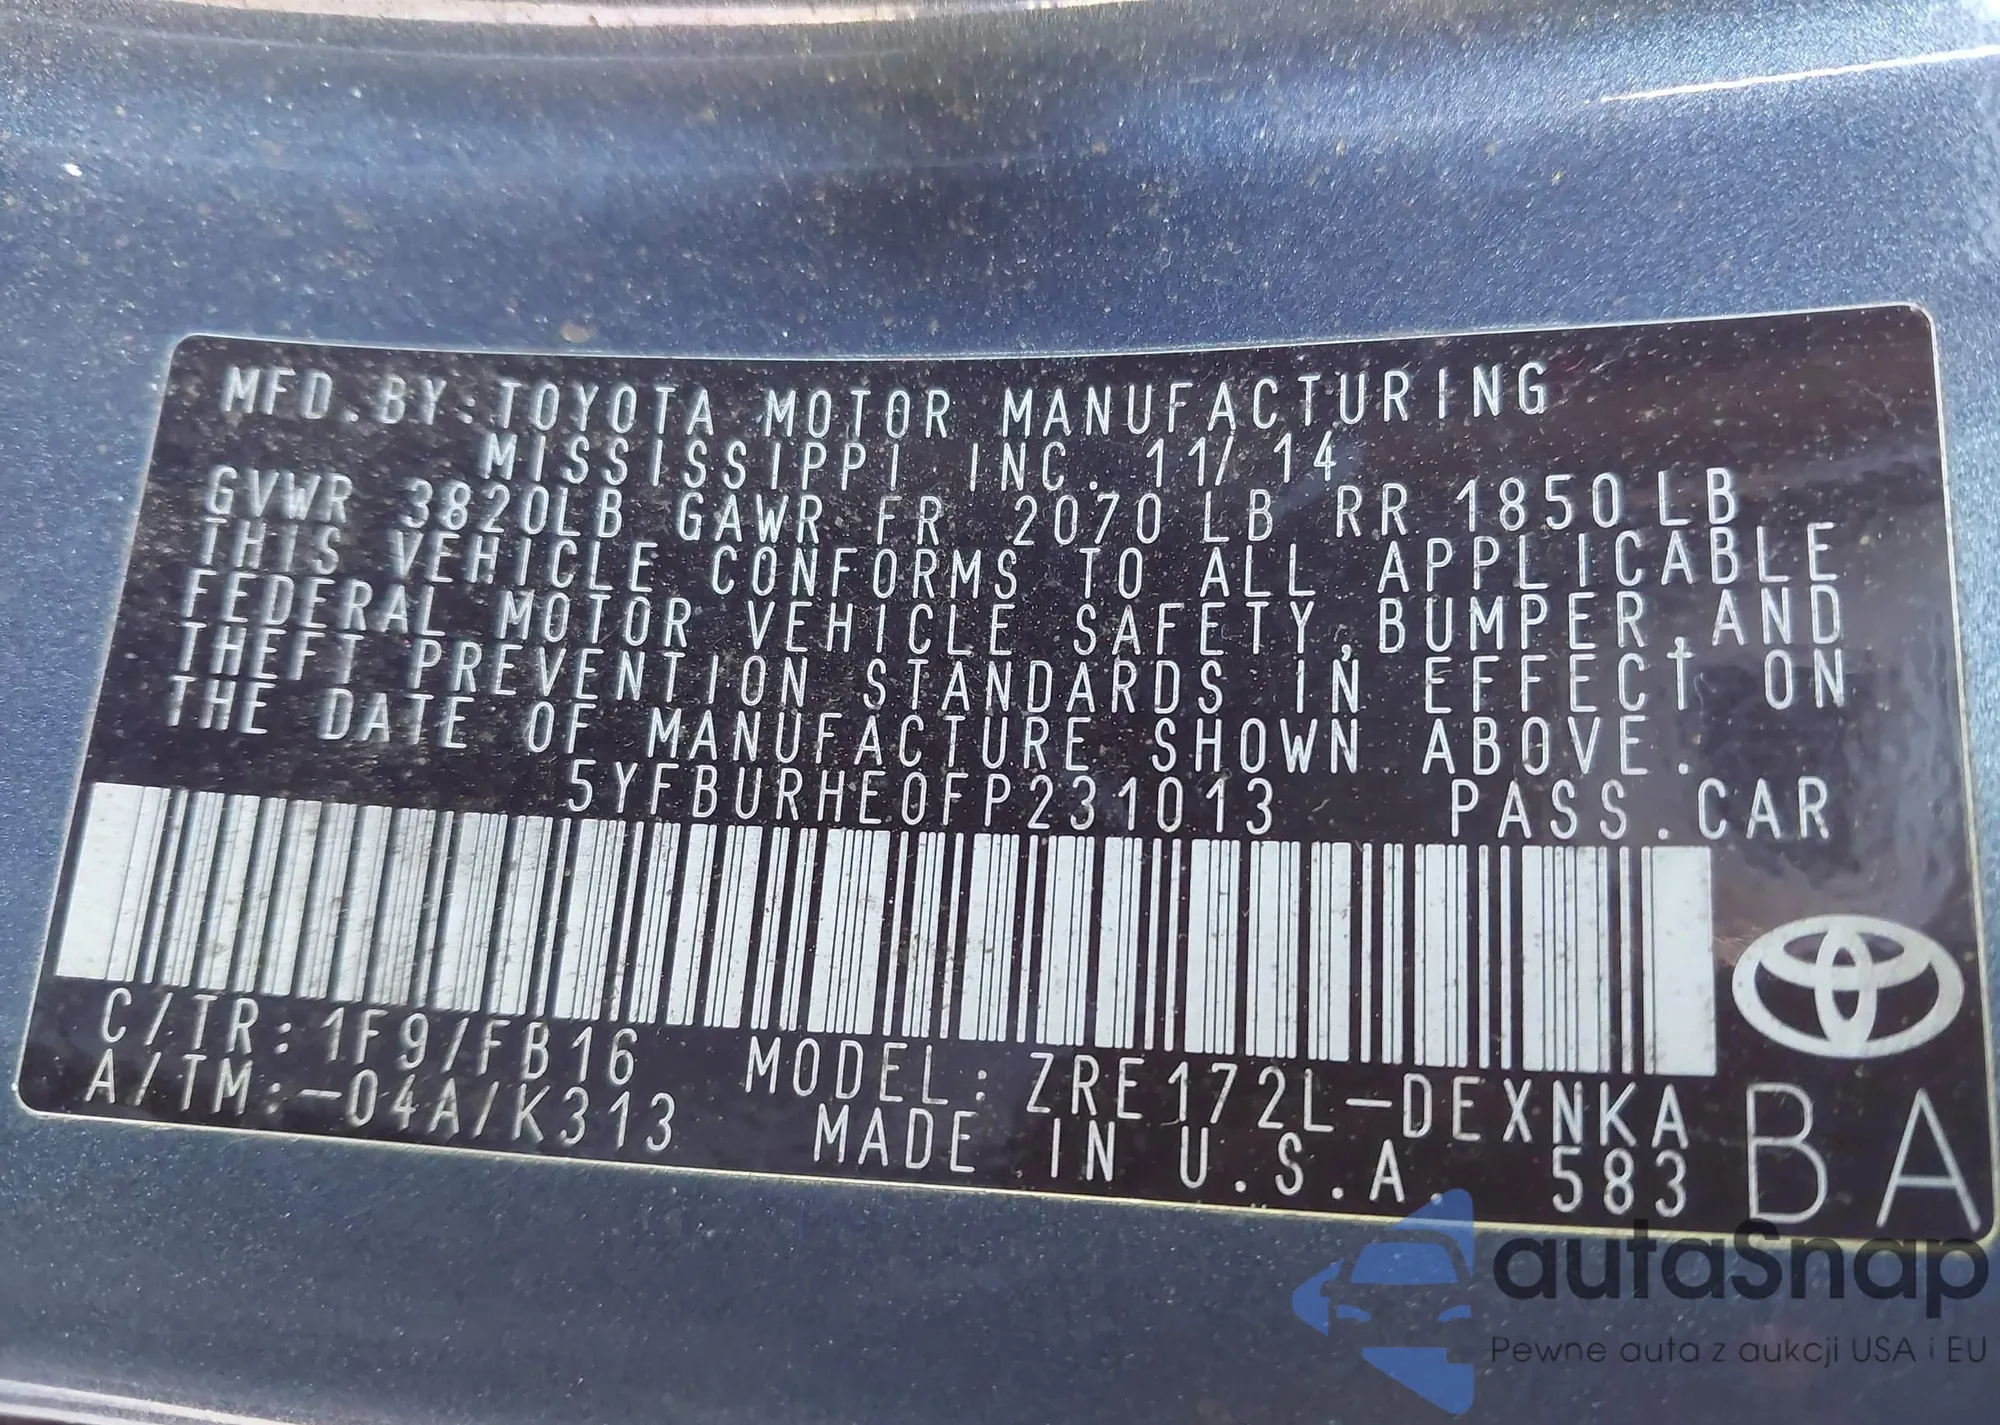 MFD.BY:TOYOTA MOTOR MANUFACTURING
MISSISSIPPI INC. 11/14
GVWR 3820LB GAWR FR 2070 LB RR 1850 LB
THIS VEHICLE CONFORMS TO ALL APPLICABLE
FEDERAL MOTOR VEHICLE SAFETY,BUMPER,AND
THEFT PREVENTION STANDARDS IN EFFECT ON
THE DATE OF MANUFACTURE SHOWN ABOVE.
5YFBURHE0FP231013 PASS.CAR
C/TR:1F9/FB16 MODEL:ZRE172L-DEXNKA
A/TM:-04A/K313 MADE IN U.S.A. 583
BA
autaSnap
Pewne auta z aukcji USA i EU